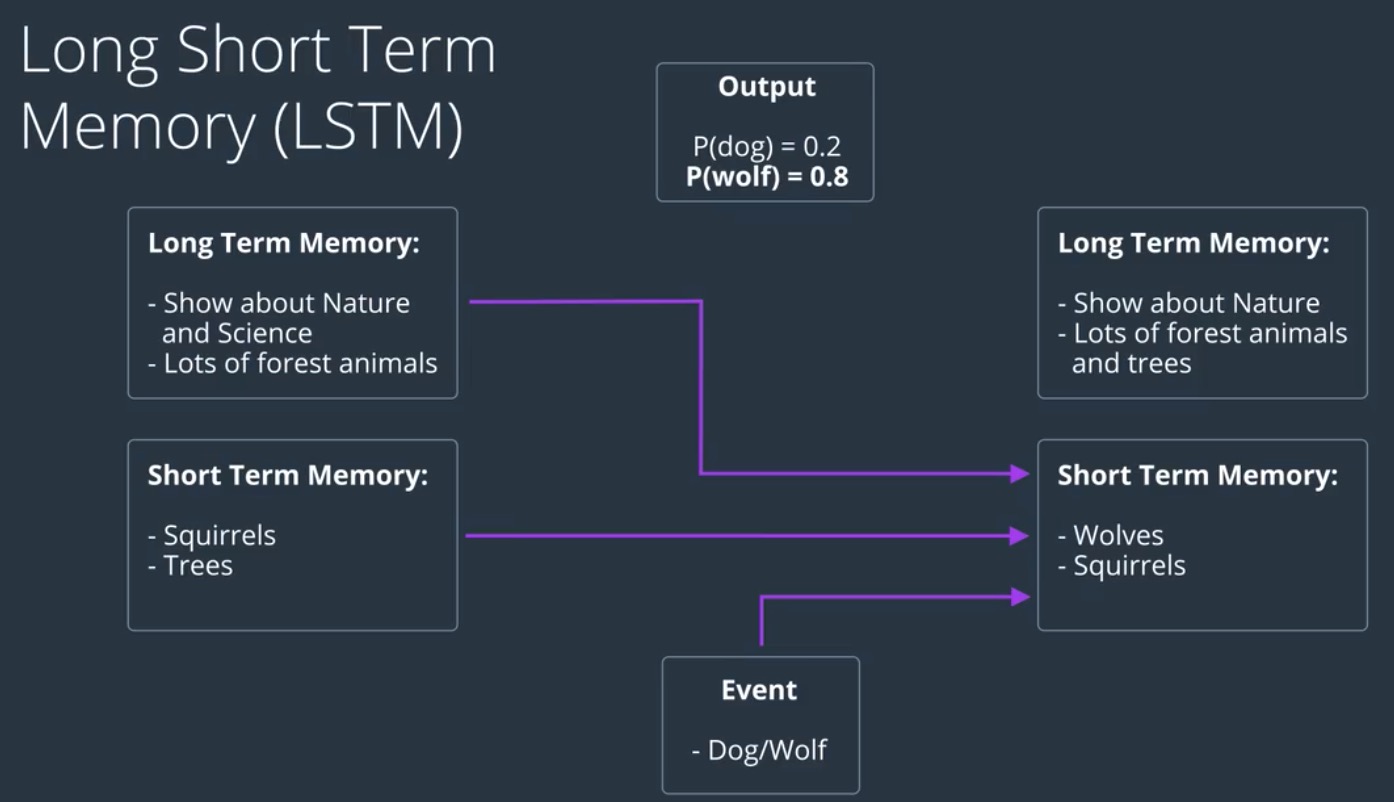 Long Short Term
Memory (LSTM)
Output
P(dog) = 0.2
P(wolf) = 0.8
Long Term Memory:
- Show about Nature
and Science
- Lots of forest animals
Long Term Memory:
- Show about Nature
- Lots of forest animals
and trees
Short Term Memory:
- Squirrels
- Trees
Short Term Memory:
- Wolves
- Squirrels
Event
- Dog/Wolf